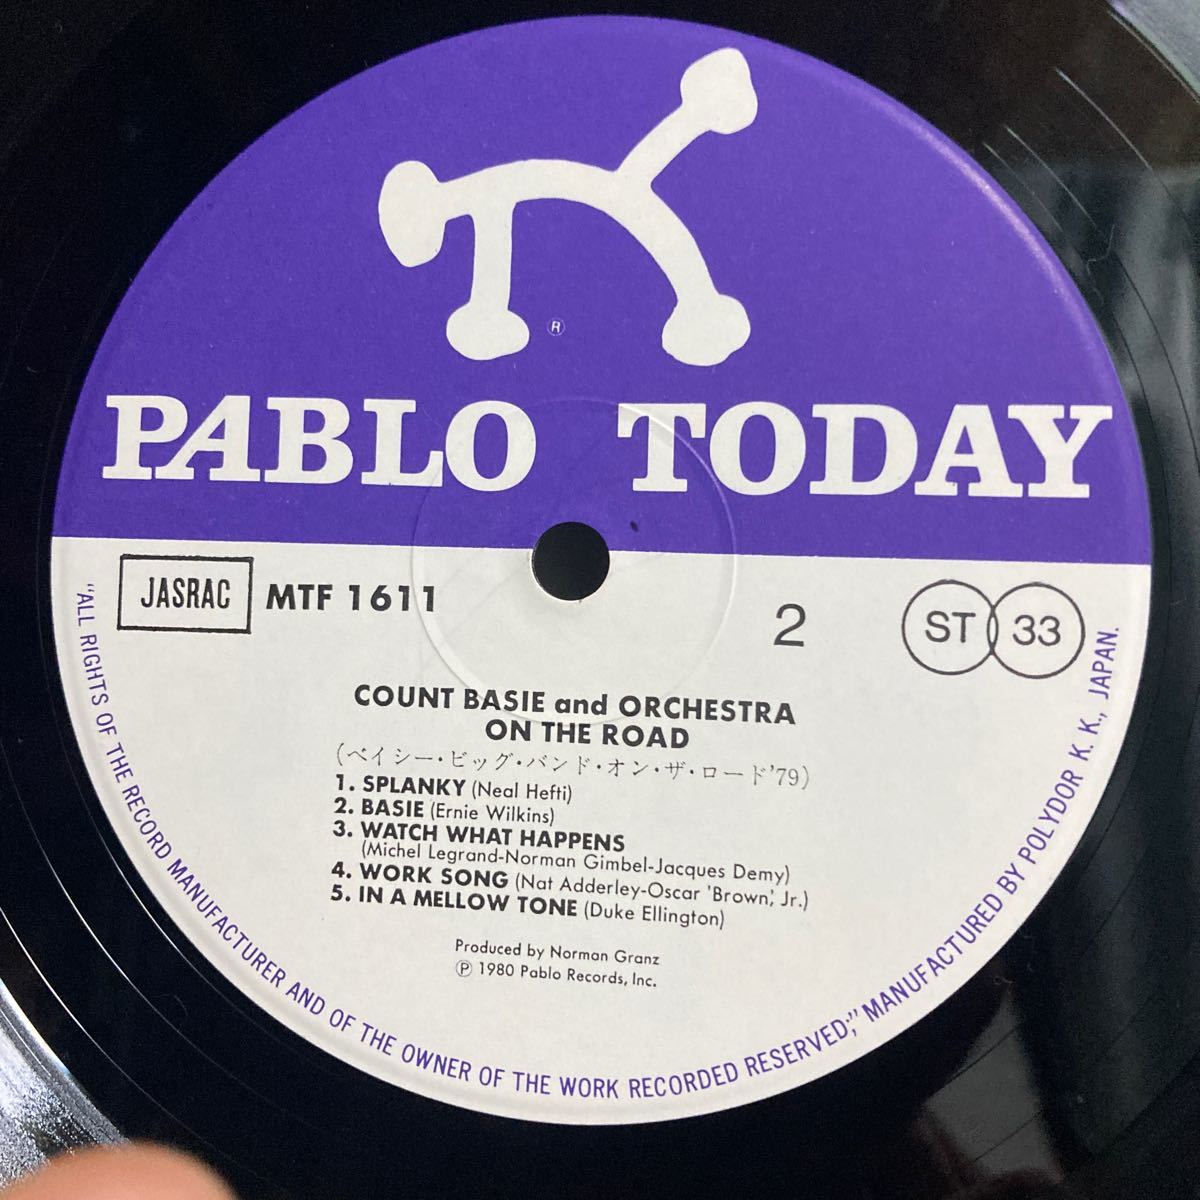 ®
PABLO TODAY
JASRAC MTF 1611 2 ST 33
COUNT BASIE and ORCHESTRA
ON THE ROAD
(ベイシー・ビッグ・バンド・オン・ザ・ロード'79)
1. SPLANKY (Neal Hefti)
2. BASIE (Ernie Wilkins)
3. WATCH WHAT HAPPENS
(Michel Legrand-Norman Gimbel-Jacques Demy)
4. WORK SONG (Nat Adderley-Oscar 'Brown', Jr.)
5. IN A MELLOW TONE (Duke Ellington)
Produced by Norman Granz
℗ 1980 Pablo Records, Inc.
"ALL RIGHTS OF THE RECORD MANUFACTURER AND OF THE OWNER OF THE WORK RECORDED RESERVED;" MANUFACTURED BY POLYDOR K. K., JAPAN.